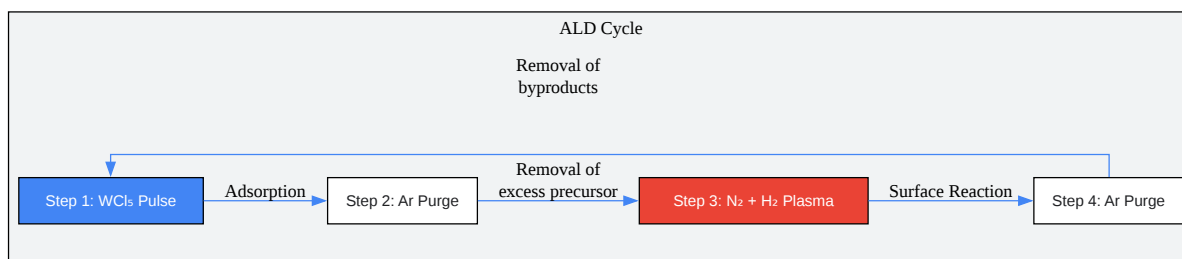 ALD Cycle
Removal of
byproducts
Step 1: WCl₅ Pulse
Adsorption
Step 2: Ar Purge
Removal of
excess precursor
Step 3: N₂ + H₂ Plasma
Surface Reaction
Step 4: Ar Purge